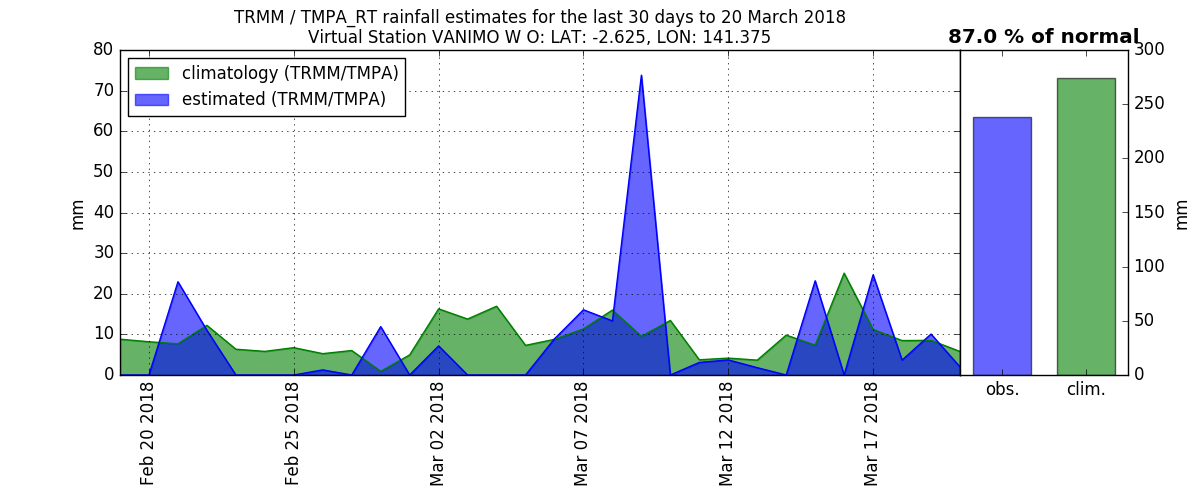 TRMM / TMPA_RT rainfall estimates for the last 30 days to 20 March 2018
Virtual Station VANIMO W O: LAT: -2.625, LON: 141.375
87.0 % of normal
climatology (TRMM/TMPA)
estimated (TRMM/TMPA)
mm
80
70
60
50
40
30
20
10
0
Feb 20 2018
Feb 25 2018
Mar 02 2018
Mar 07 2018
Mar 12 2018
Mar 17 2018
300
250
200
150
100
50
0
mm
obs.
clim.